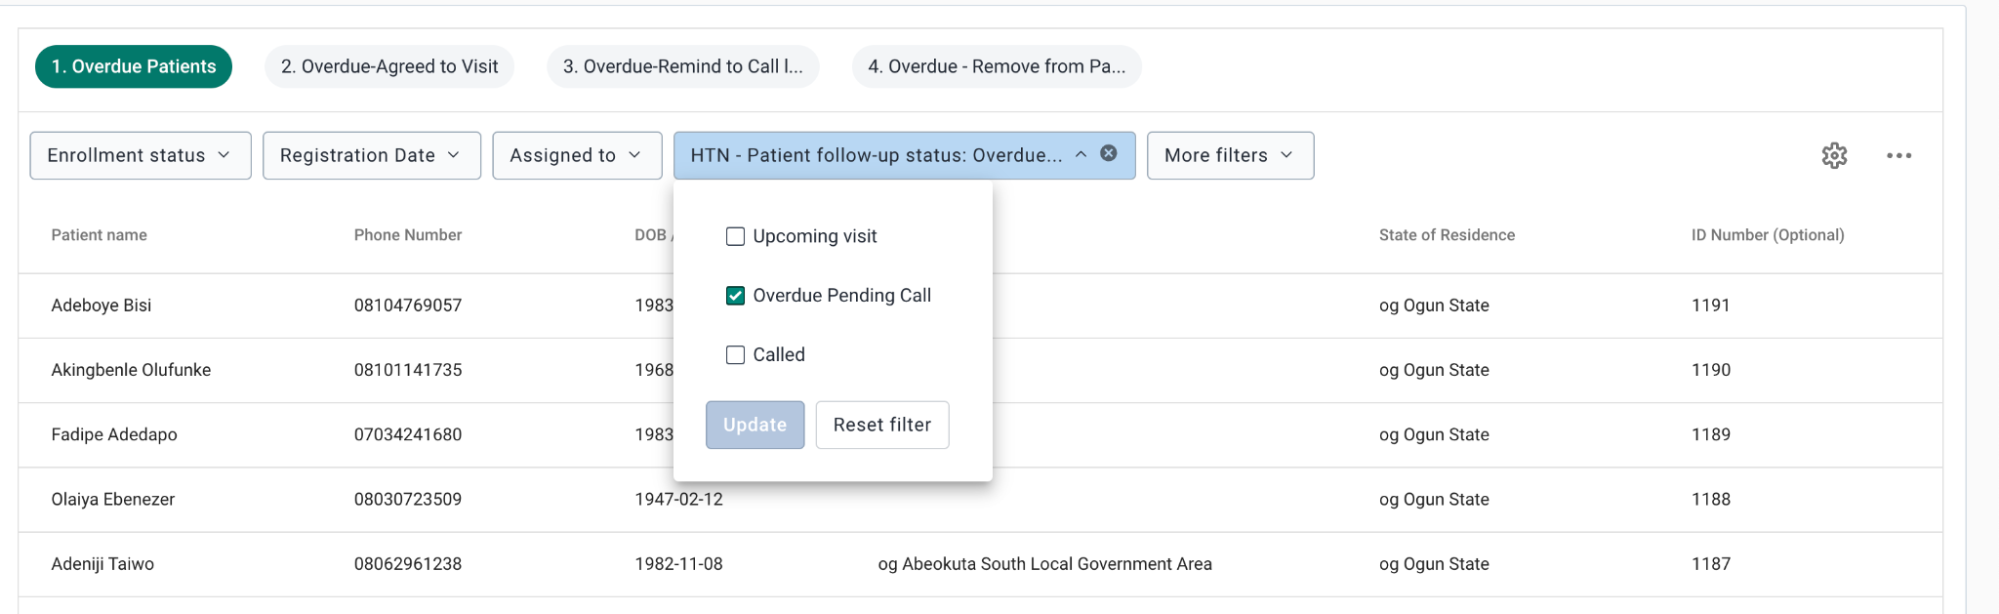 1. Overdue Patients
2. Overdue-Agreed to Visit
3. Overdue-Remind to Call l...
4. Overdue - Remove from Pa...
Enrollment status
Registration Date
Assigned to
HTN - Patient follow-up status: Overdue...
More filters
Patient name Phone Number DOB State of Residence ID Number (Optional)
Upcoming visit
Overdue Pending Call
Called
Update Reset filter
Adeboye Bisi 08104769057 1983 og Ogun State 1191
Akingbenle Olufunke 08101141735 1968 og Ogun State 1190
Fadipe Adedapo 07034241680 1983 og Ogun State 1189
Olaiya Ebenezer 08030723509 1947-02-12 og Ogun State 1188
Adeniji Taiwo 08062961238 1982-11-08 og Abeokuta South Local Government Area og Ogun State 1187